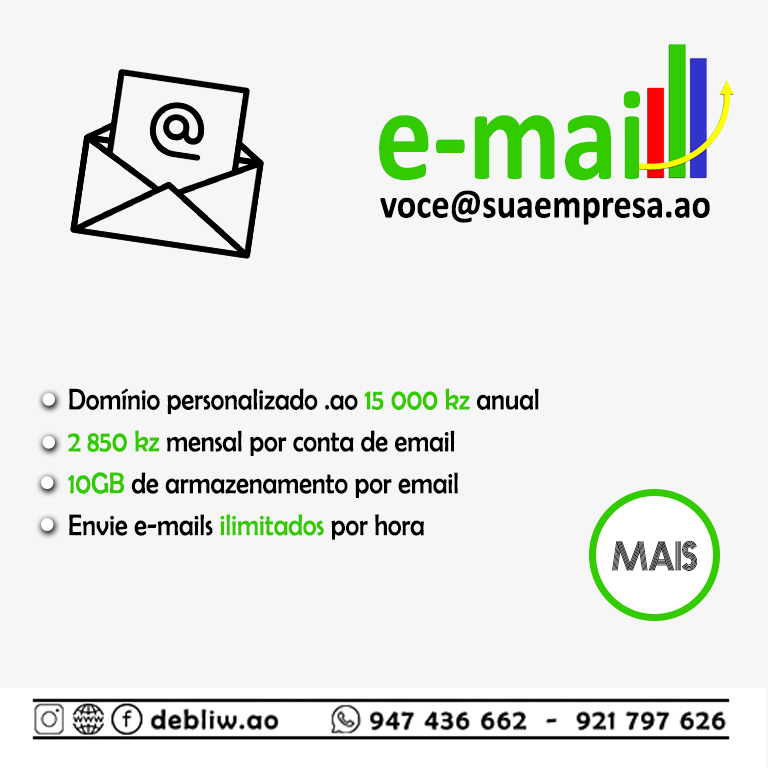 @
e-mail
voce@suaempresa.ao
Domínio personalizado .ao 15 000 kz anual
2 850 kz mensal por conta de email
10GB de armazenamento por email
Envie e-mails ilimitados por hora
MAIS
debliw.ao 947 436 662 - 921 797 626